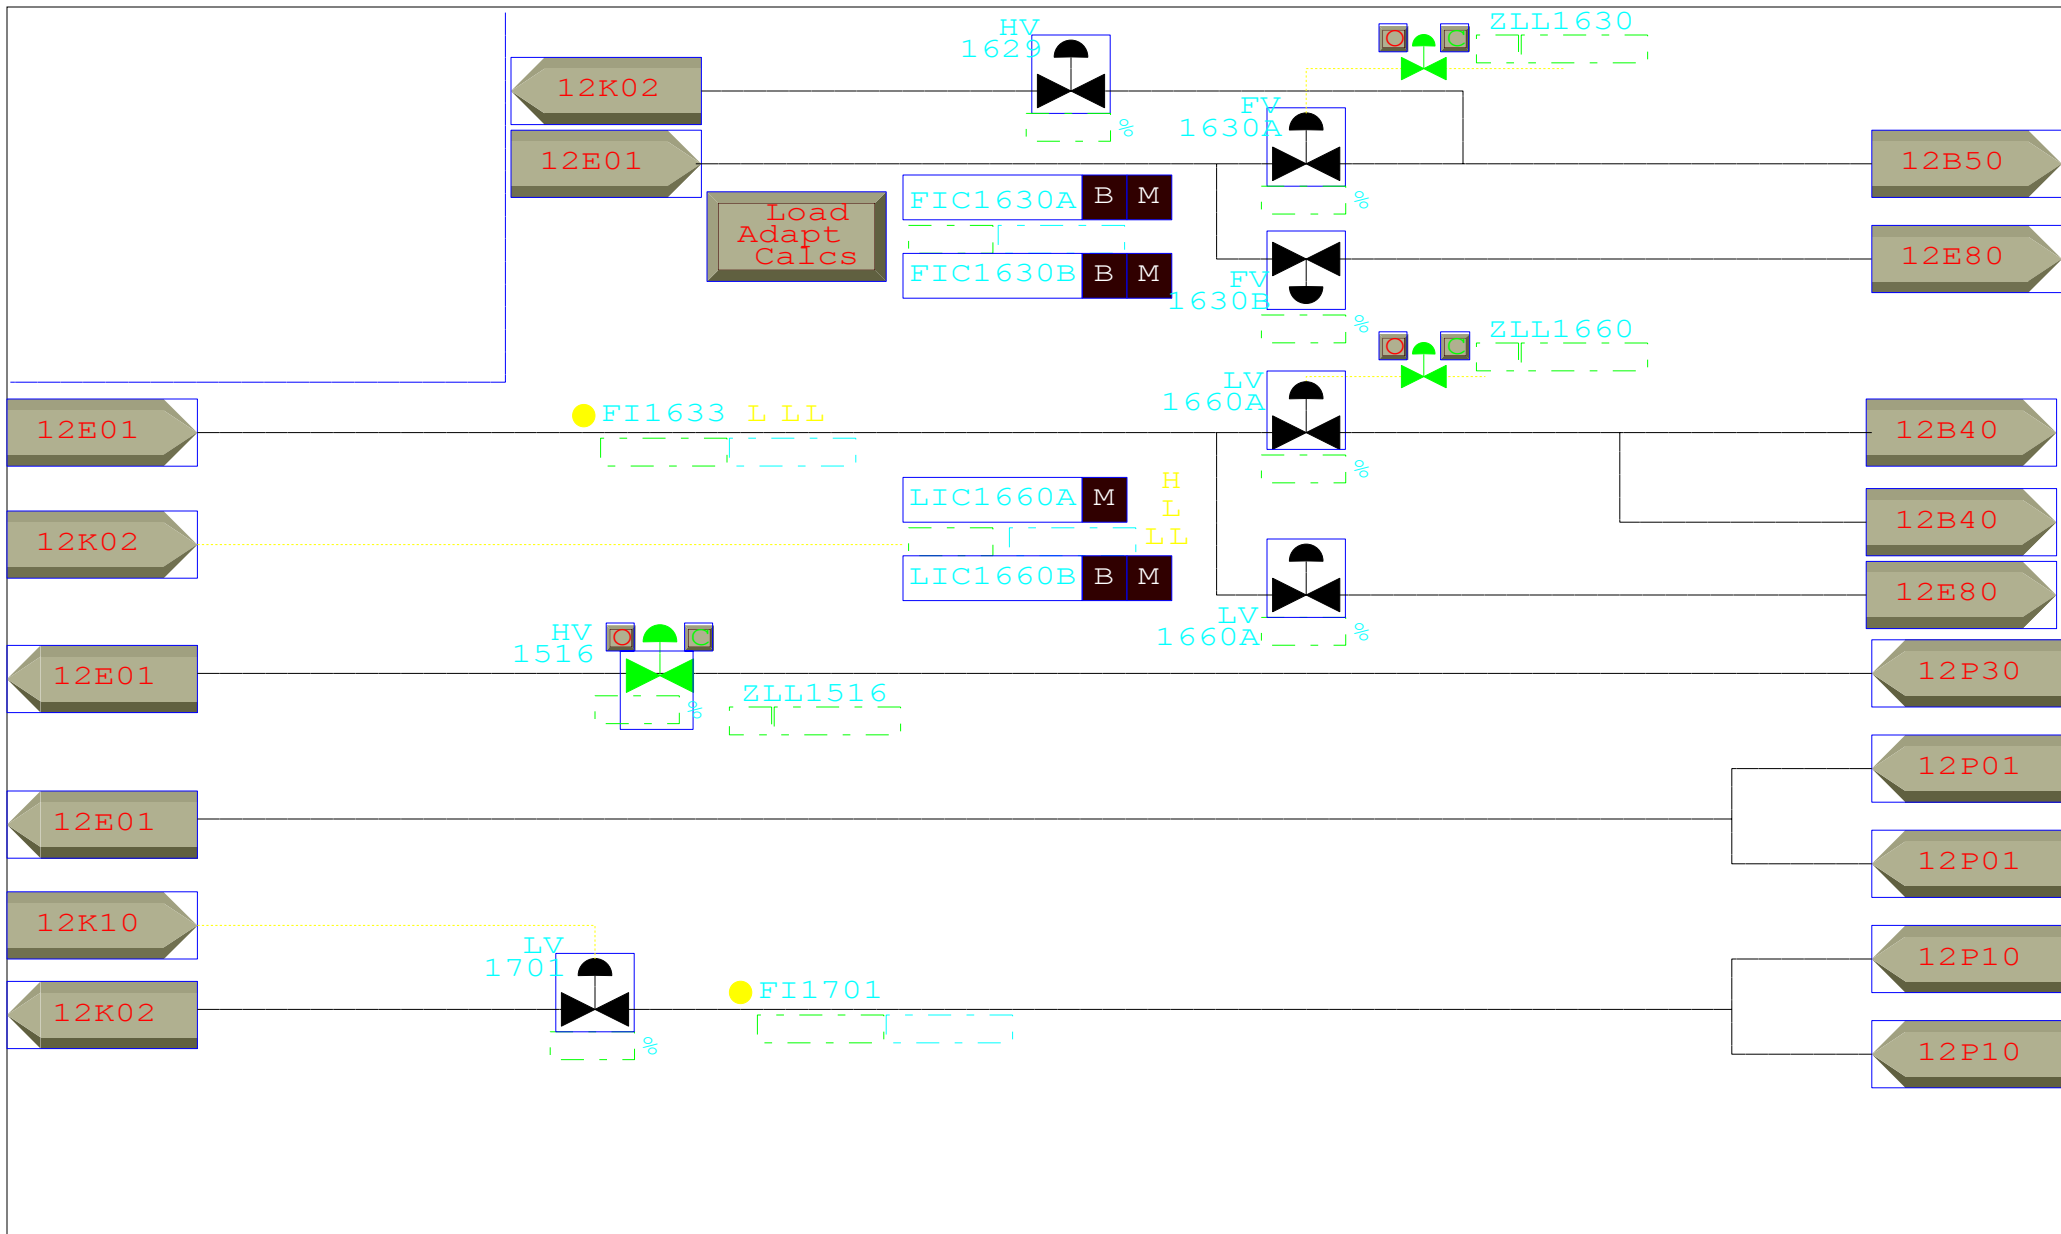 HV
1629
ZLL1630
12K02
FV
1630A
%
12E01
12B50
FIC1630A B M
%
Load
Adapt
Calcs
12E80
FIC1630B B M
FV
1630B
%
ZLL1660
LV
1660A
FI1633 L LL
12E01
12B40
%
H
LIC1660A M
L
12B40
LL
12K02
LIC1660B B M
12E80
LV
1660A
%
HV
1516
12E01
12P30
ZLL1516
%
12P01
12E01
12P01
12K10
LV
1701
12P10
FI1701
12K02
%
12P10